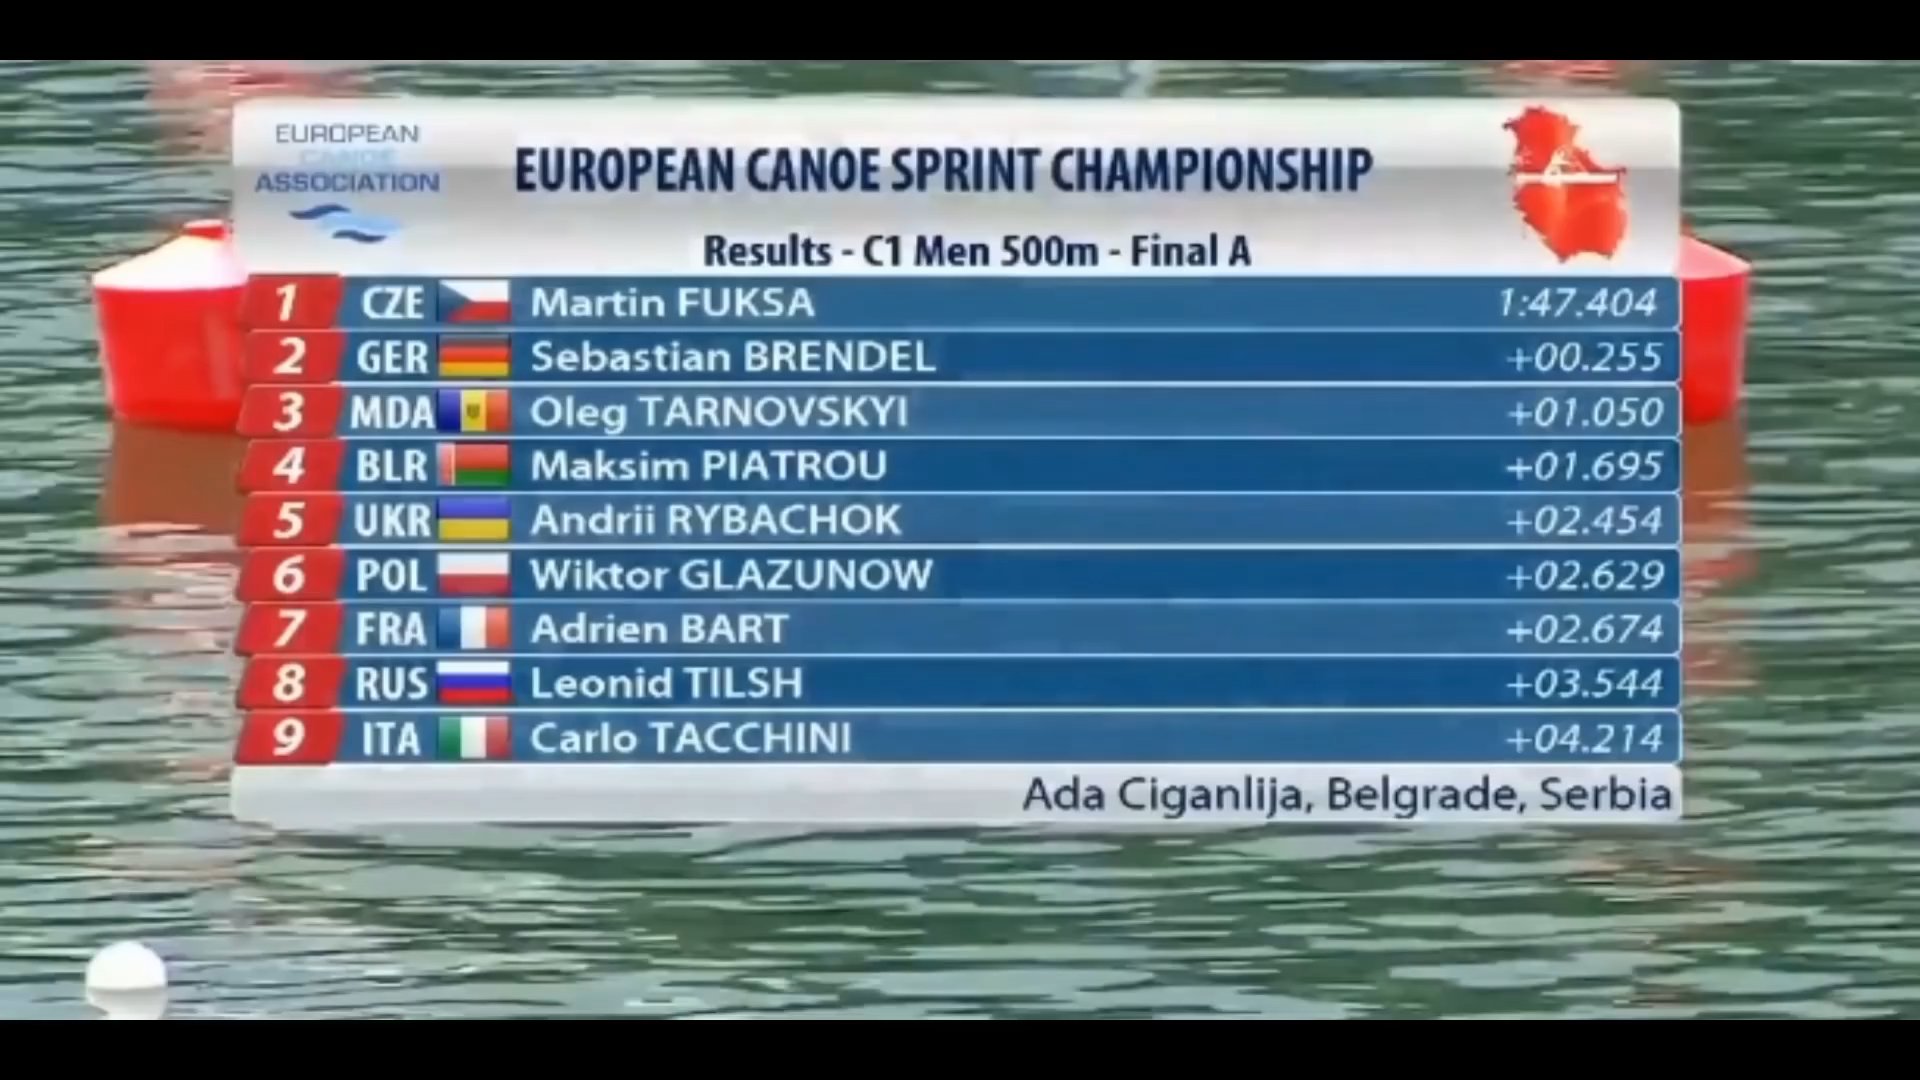 EUROPEAN
CANOE
ASSOCIATION
EUROPEAN CANOE SPRINT CHAMPIONSHIP
Results - C1 Men 500m - Final A
1 CZE Martin FUKSA 1:47.404
2 GER Sebastian BRENDEL +00.255
3 MDA Oleg TARNOVSKYI +01.050
4 BLR Maksim PIATROU +01.695
5 UKR Andrii RYBACHOK +02.454
6 POL Wiktor GLAZUNOW +02.629
7 FRA Adrien BART +02.674
8 RUS Leonid TILSH +03.544
9 ITA Carlo TACCHINI +04.214
Ada Ciganlija, Belgrade, Serbia